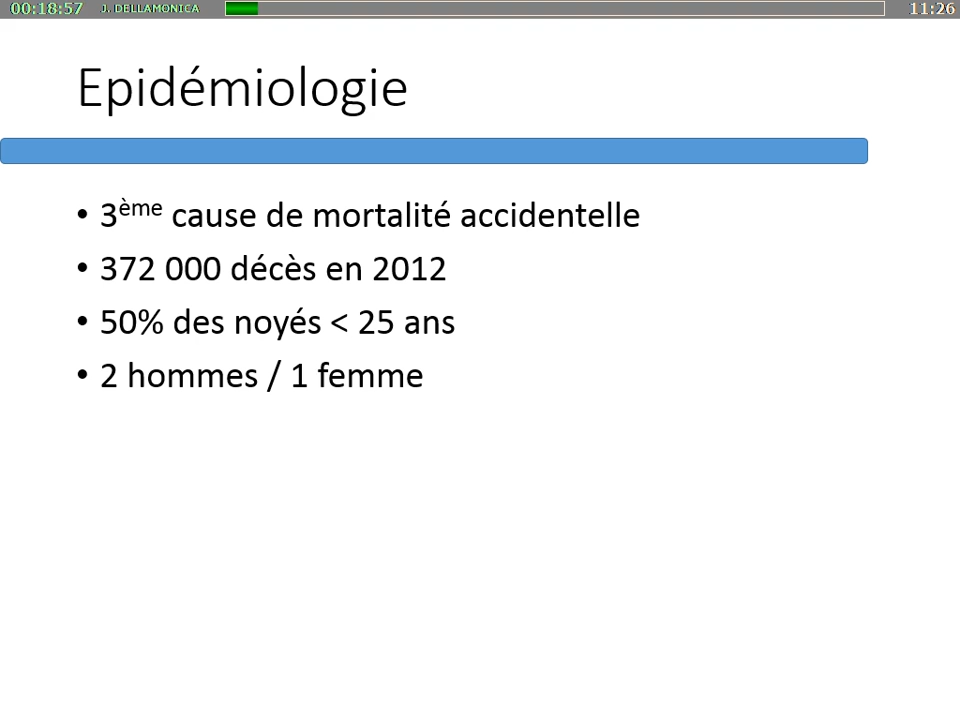 00:18:57 J. DELLAMONICA 11:26
Epidémiologie
• 3ème cause de mortalité accidentelle
• 372 000 décès en 2012
• 50% des noyés < 25 ans
• 2 hommes / 1 femme